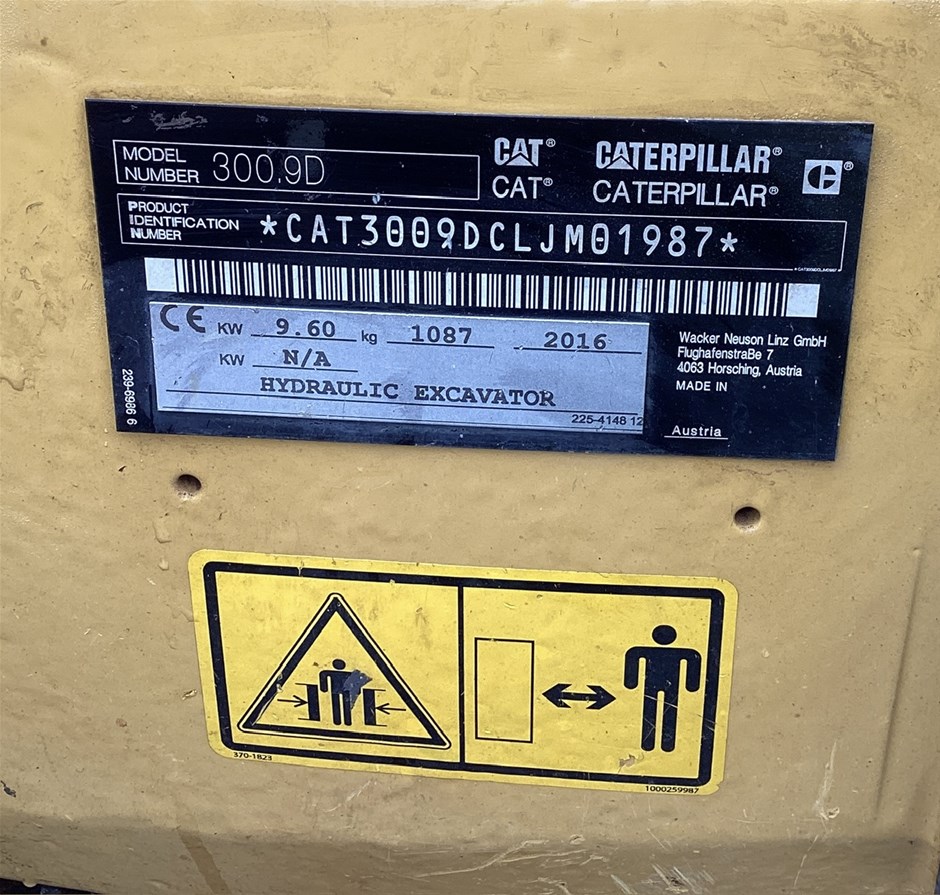 MODEL NUMBER 300.9D
CAT® CATERPILLAR®
CAT® CATERPILLAR®
PRODUCT
IDENTIFICATION
NUMBER
*CAT3009DCLJM01987*
*CAT3009DCLJM01987
CE KW 9.60 kg 1087 2016
KW N/A
HYDRAULIC EXCAVATOR
225-4148 12
239-6986 6
Wacker Neuson Linz GmbH
Flughafenstraße 7
4063 Horsching, Austria
MADE IN
Austria
370-1823
1000259987